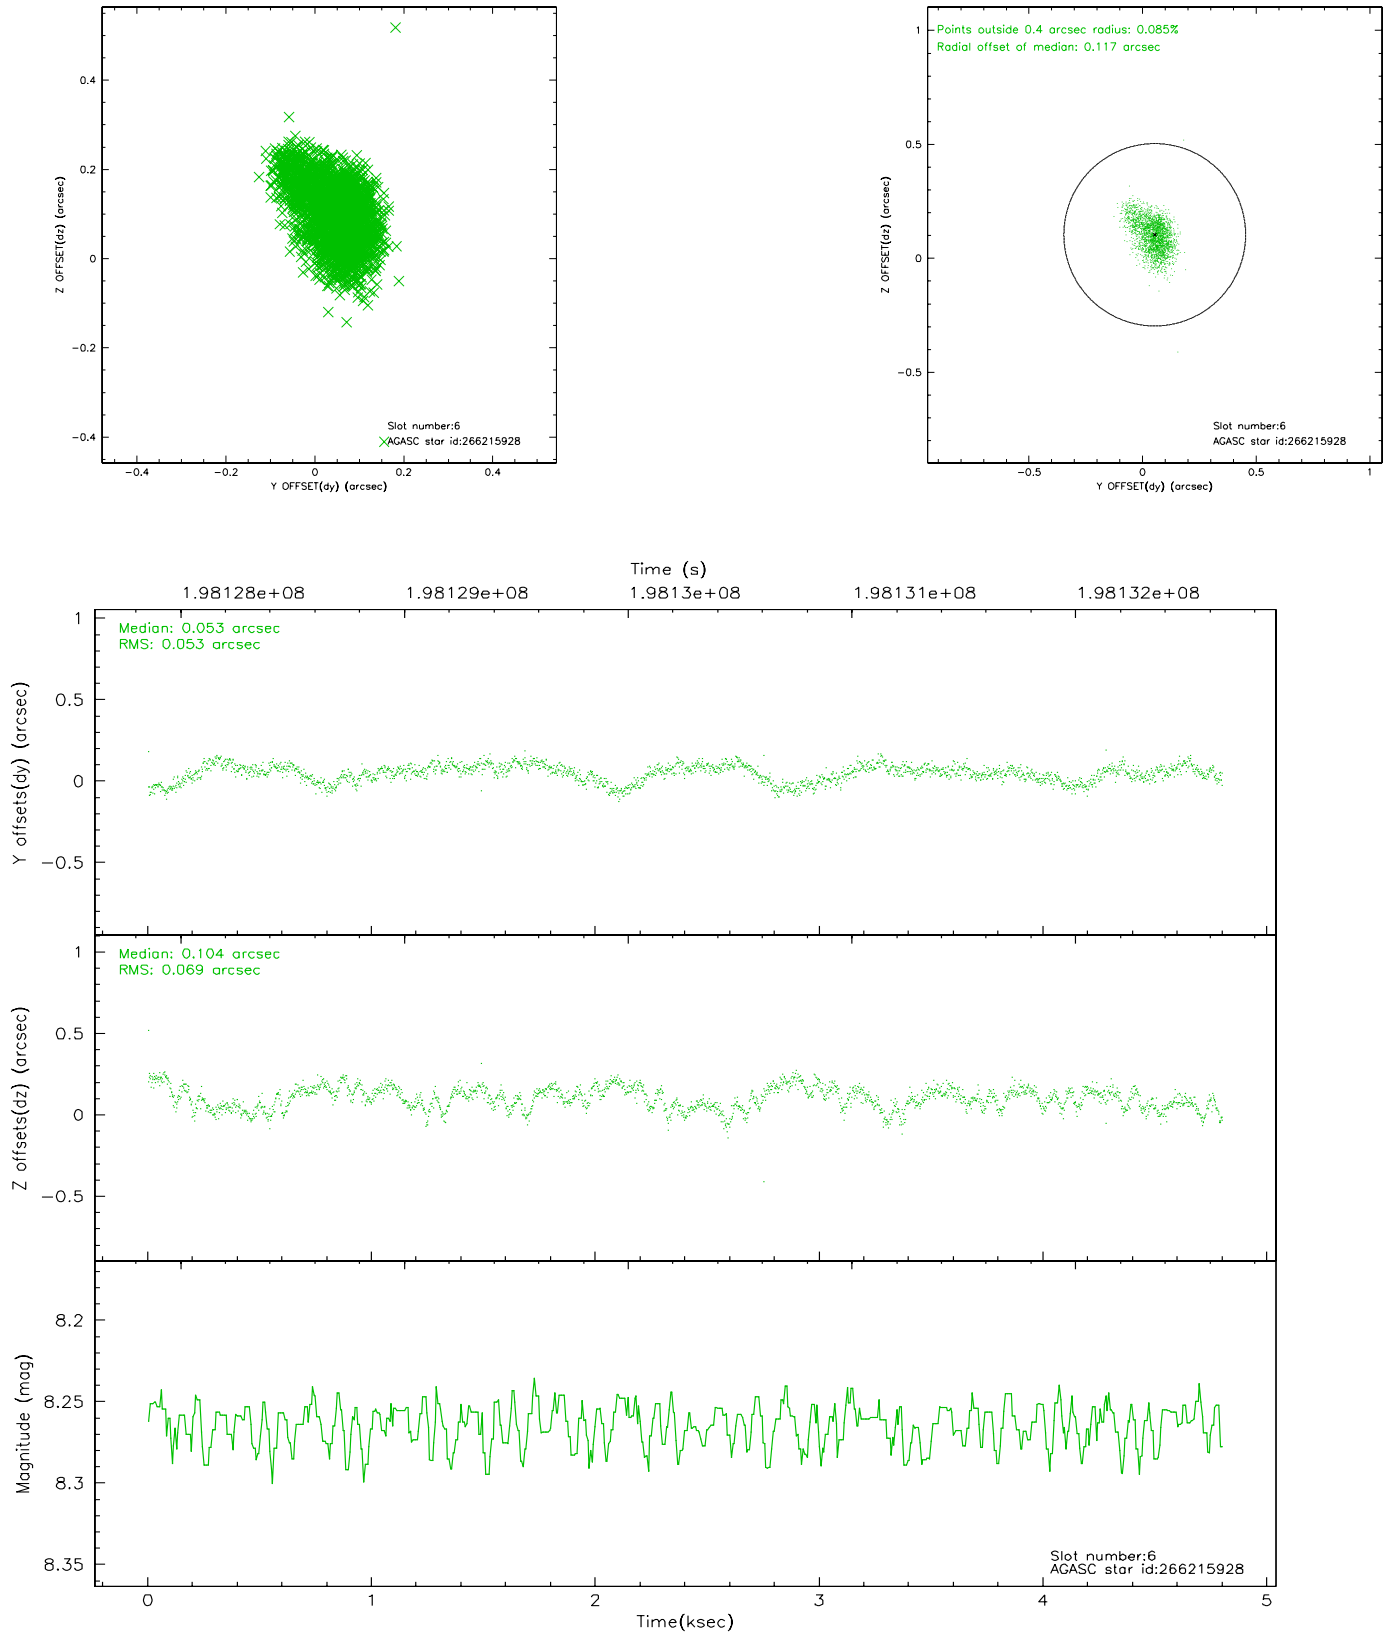 0.4
0.2
0
−0.2
−0.4
Z OFFSET(dz) (arcsec)
Slot number:6
AGASC star id:266215928
−0.4 −0.2 0 0.2 0.4
Y OFFSET(dy) (arcsec)
Points outside 0.4 arcsec radius: 0.085%
Radial offset of median: 0.117 arcsec
1
0.5
0
−0.5
Z OFFSET(dz) (arcsec)
Slot number:6
AGASC star id:266215928
−0.5 0 0.5 1
Y OFFSET(dy) (arcsec)
Time (s)
1.98128e+08 1.98129e+08 1.9813e+08 1.98131e+08 1.98132e+08
Median: 0.053 arcsec
RMS: 0.053 arcsec
1
0.5
0
−0.5
Y offsets(dy) (arcsec)
Median: 0.104 arcsec
RMS: 0.069 arcsec
1
0.5
0
−0.5
Z offsets(dz) (arcsec)
8.2
8.25
8.3
8.35
Magnitude (mag)
Slot number:6
AGASC star id:266215928
0 1 2 3 4 5
Time(ksec)